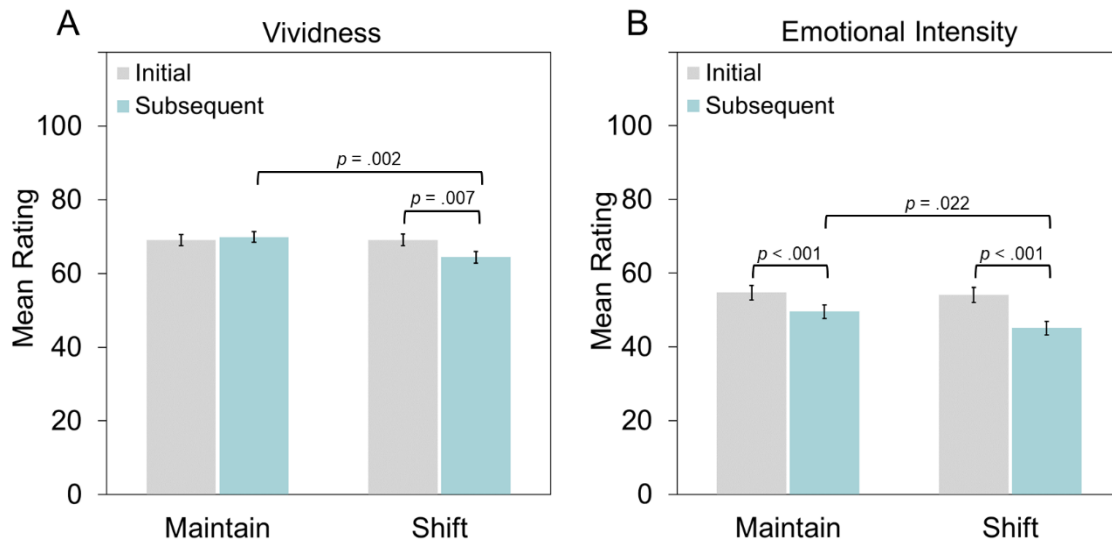 A
Vividness
Initial
Subsequent
100
80
60
40
20
0
Mean Rating
p = .002
p = .007
Maintain
Shift
B
Emotional Intensity
Initial
Subsequent
100
80
60
40
20
0
Mean Rating
p = .022
p < .001
p < .001
Maintain
Shift